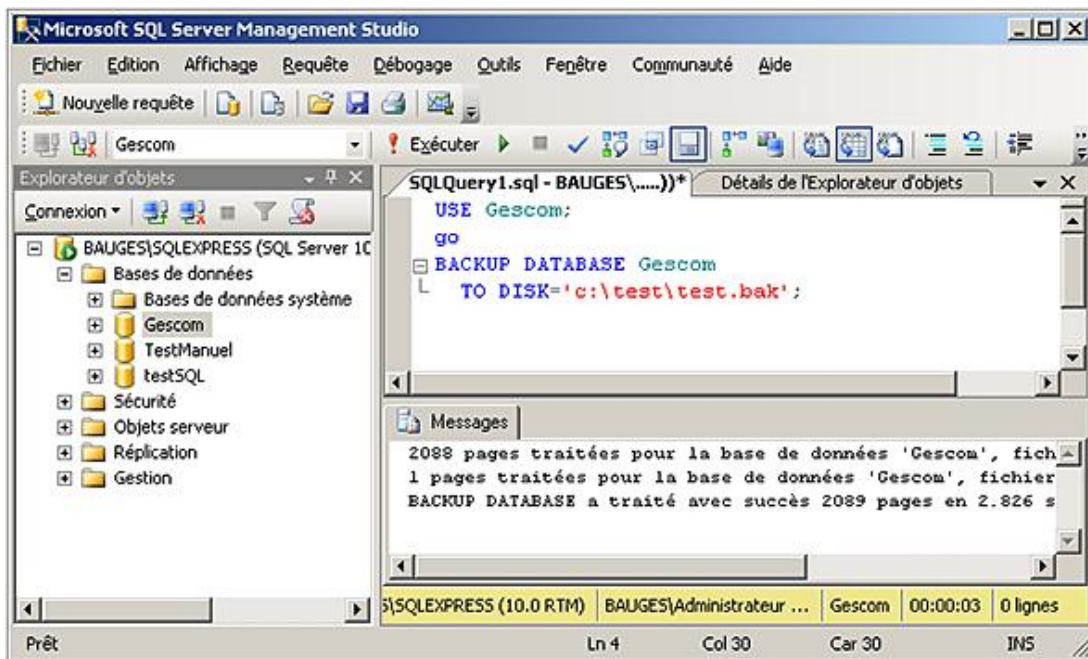 Microsoft SQL Server Management Studio
Fichier Edition Affichage Requête Débogage Outils Fenêtre Communauté Aide
Nouvelle requête
Gescom
Exécuter
Explorateur d'objets
Connexion
BAUGES\SQLEXPRESS (SQL Server 10
Bases de données
Bases de données système
Gescom
TestManuel
testSQL
Sécurité
Objets serveur
Réplication
Gestion
SQLQuery1.sql - BAUGES\.....))* Détails de l'Explorateur d'objets
USE Gescom;
go
BACKUP DATABASE Gescom
TO DISK='c:\test\test.bak';
Messages
2088 pages traitées pour la base de données 'Gescom', fich
1 pages traitées pour la base de données 'Gescom', fichier
BACKUP DATABASE a traité avec succès 2089 pages en 2.826 s
\SQLEXPRESS (10.0 RTM) BAUGES\Administrateur ... Gescom 00:00:03 0 lignes
Prêt Ln 4 Col 30 Car 30 INS